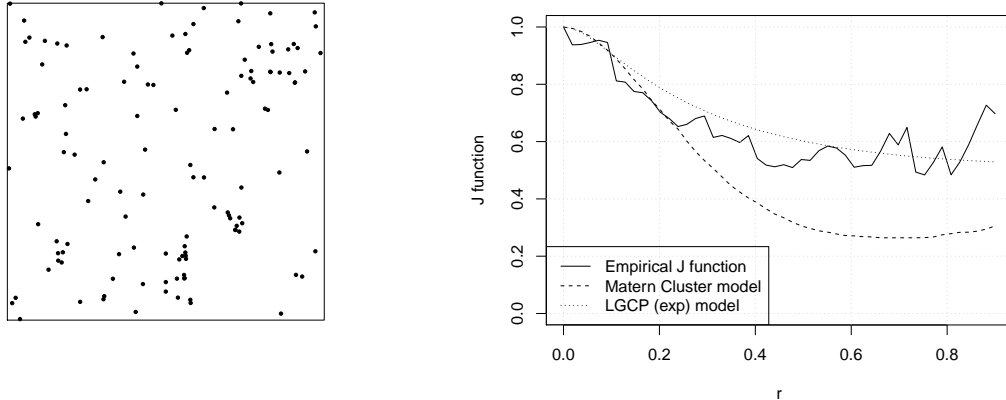 1.0
0.8
0.6
0.4
0.2
0.0
J function
Empirical J function
Matern Cluster model
LGCP (exp) model
0.0 0.2 0.4 0.6 0.8
r